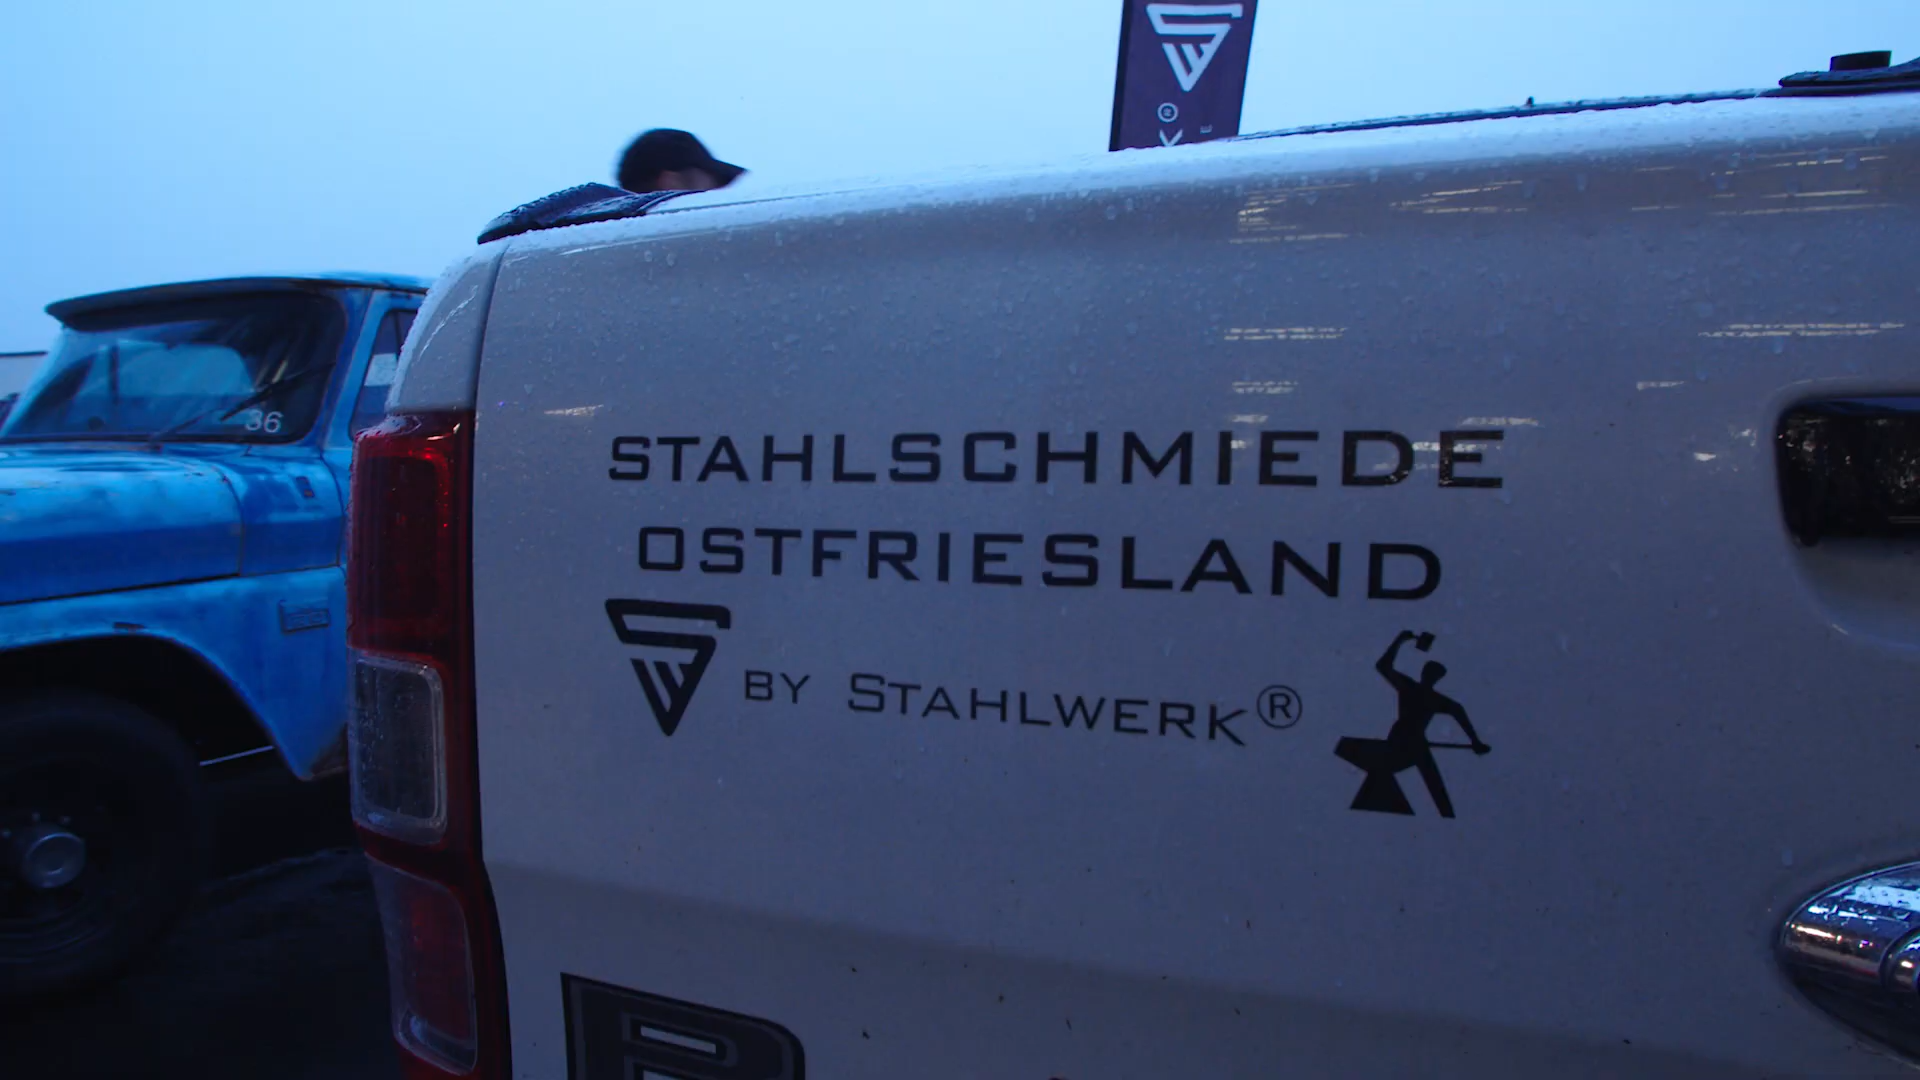 36
STAHLSCHMIEDE
OSTFRIESLAND
BY STAHLWERK®
R